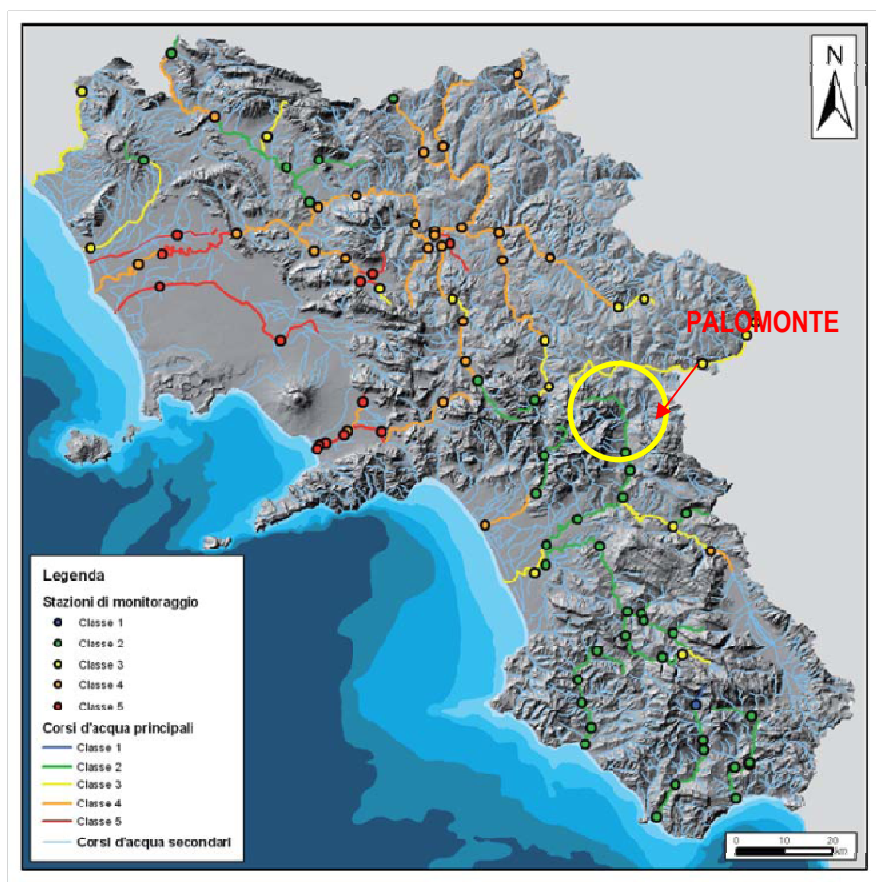 N
PALOMONTE
Legenda
Stazioni di monitoraggio
Classe 1
Classe 2
Classe 3
Classe 4
Classe 5
Corsi d'acqua principali
Classe 1
Classe 2
Classe 3
Classe 4
Classe 5
Corsi d'acqua secondari
0 10 20
km